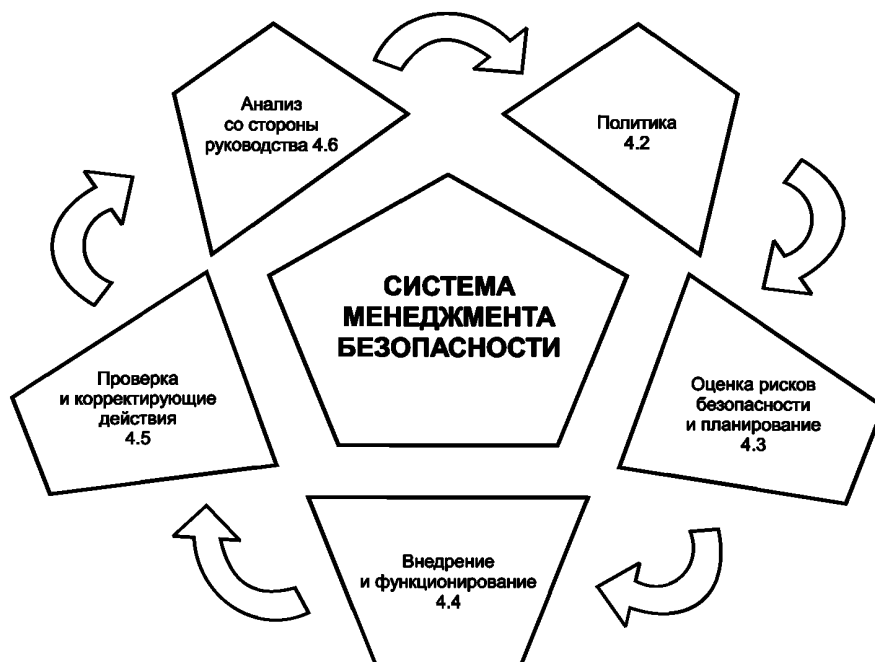 Анализ
со стороны
руководства 4.6
Политика
4.2
СИСТЕМА
МЕНЕДЖМЕНТА
БЕЗОПАСНОСТИ
Проверка
и корректирующие
действия
4.5
Оценка рисков
безопасности
и планирование
4.3
Внедрение
и функционирование
4.4